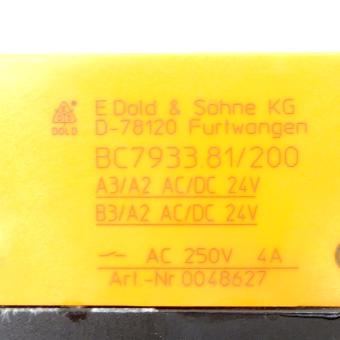 E.Dold & Söhne KG
DOLD
D-78120 Furtwangen
BC7933 81/200
A3/A2 AC/DC 24V
B3/A2 AC/DC 24V
AC 250V 4A
Art.-Nr.0048627